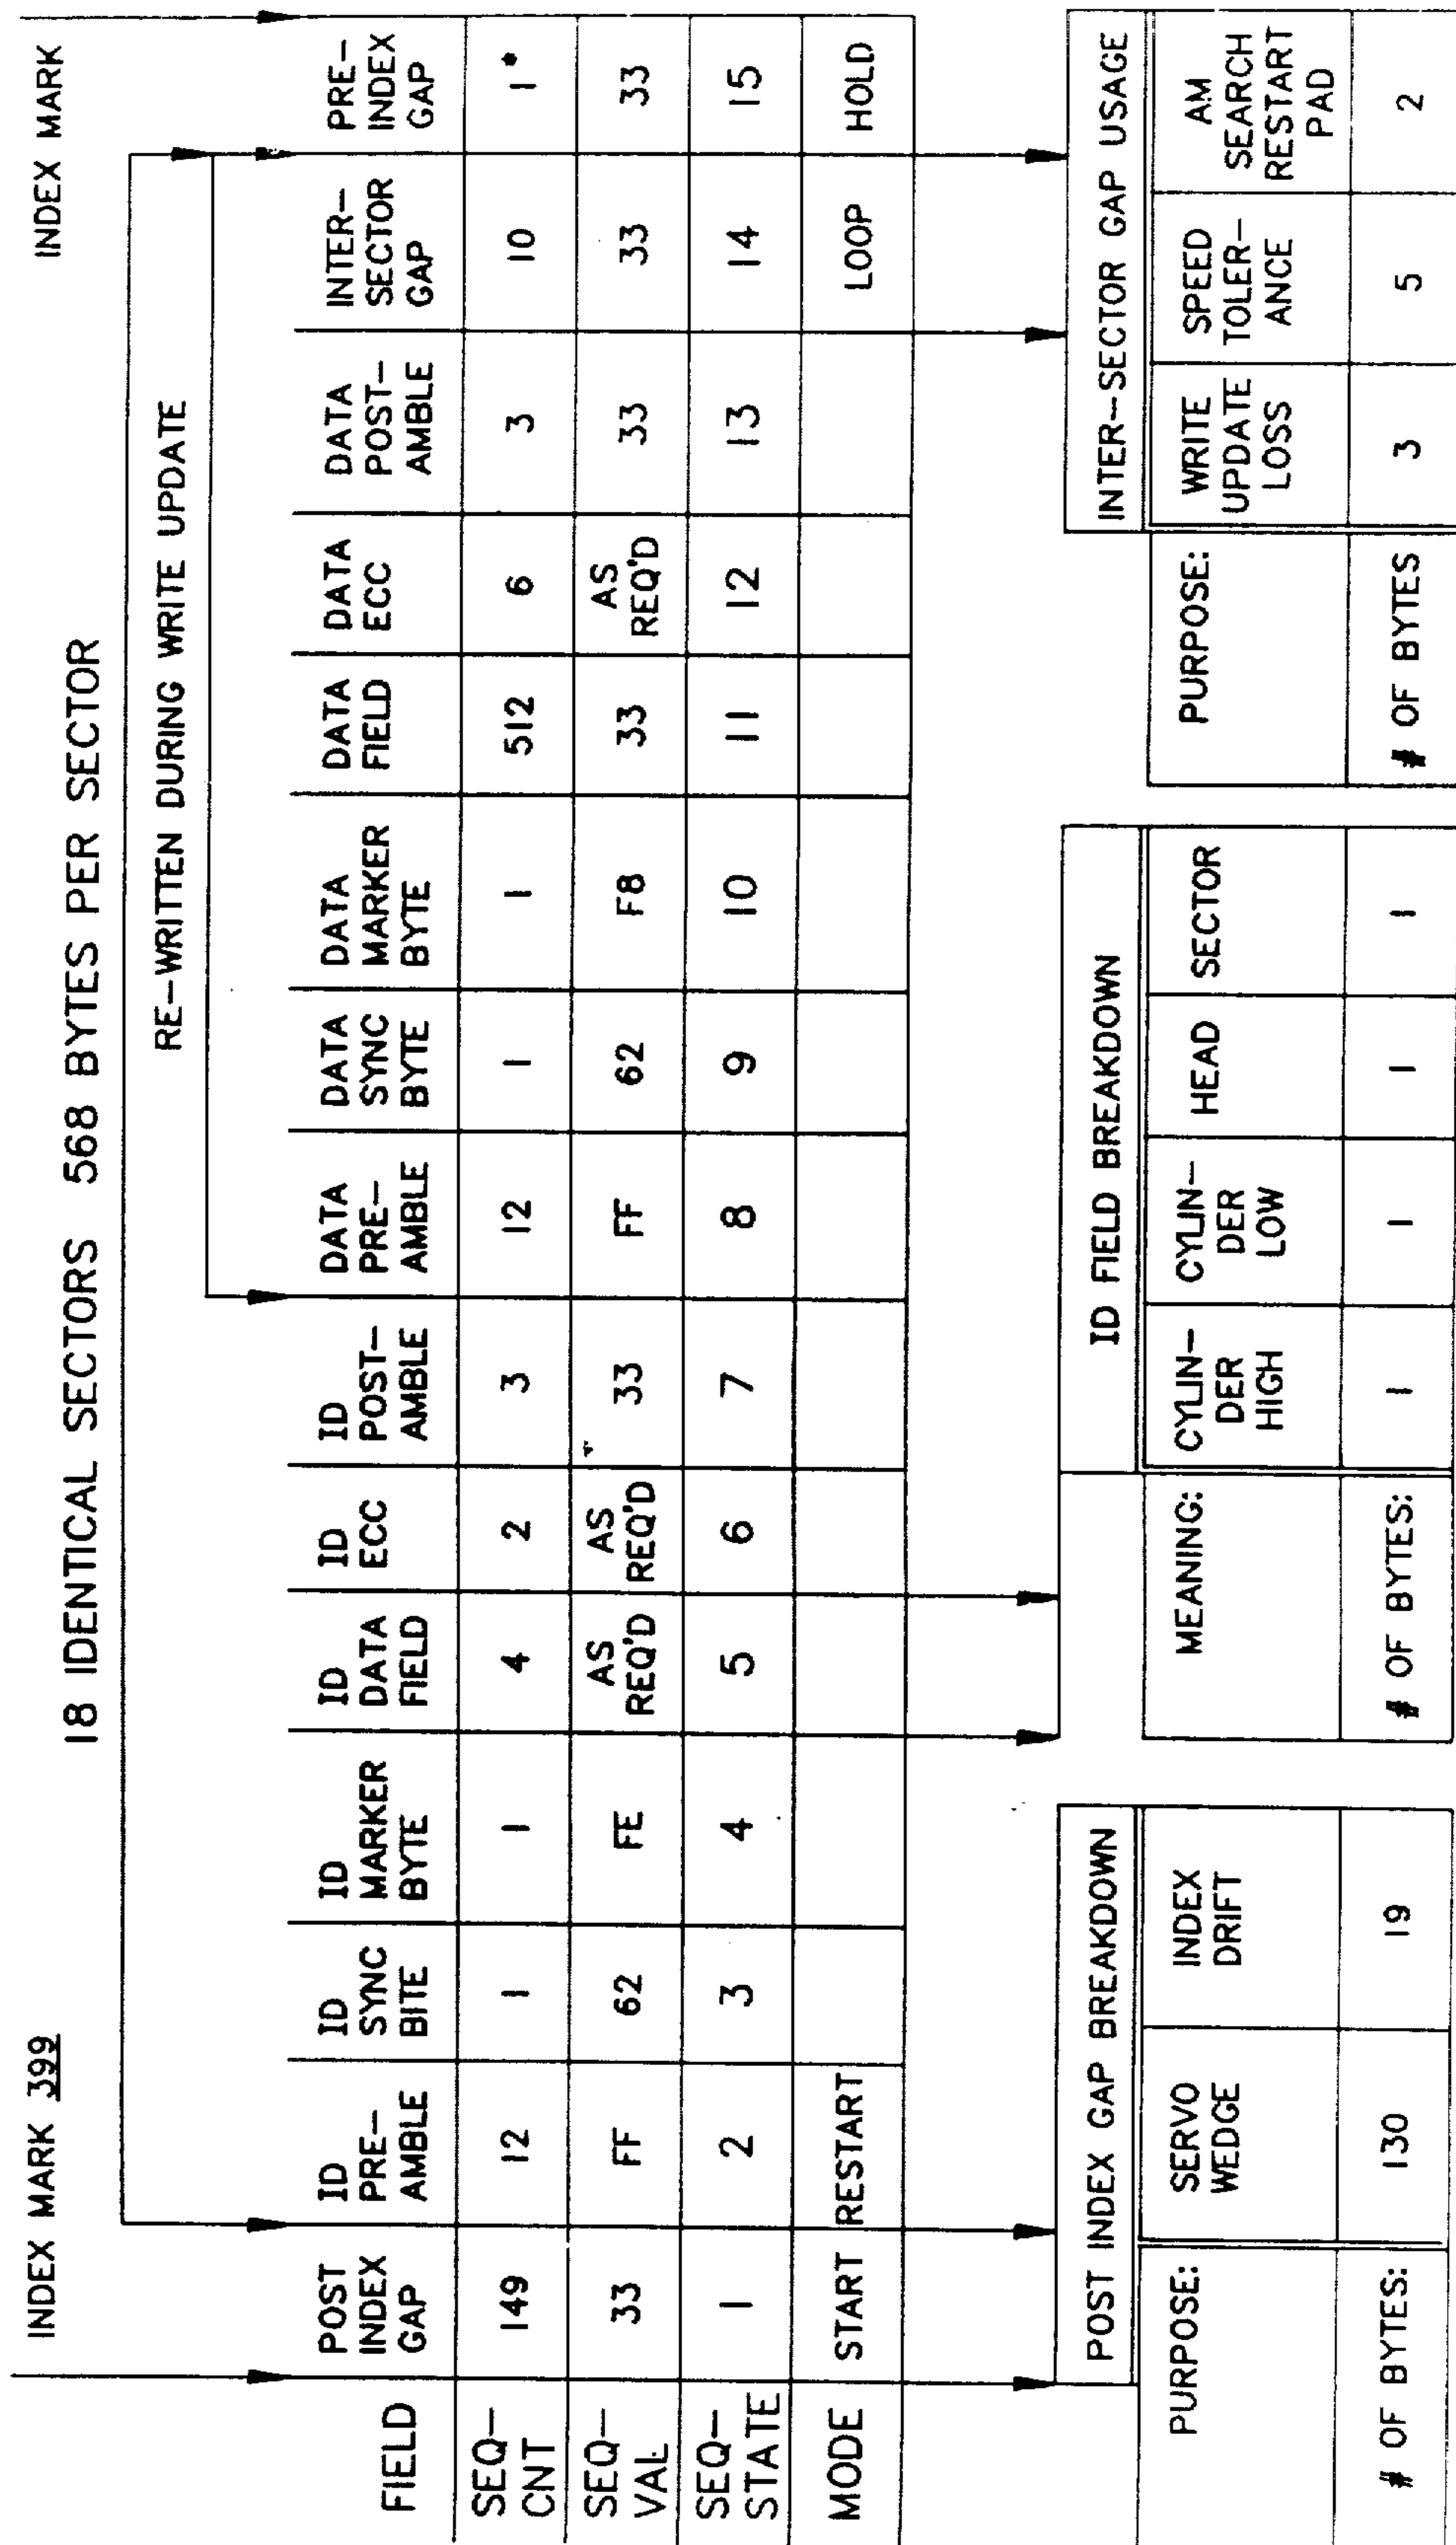 INDEX MARK 399
INDEX MARK
18 IDENTICAL SECTORS 568 BYTES PER SECTOR
RE-WRITTEN DURING WRITE UPDATE
FIELD
POST
INDEX
GAP
ID
PRE-
AMBLE
ID
SYNC
BITE
ID
MARKER
BYTE
ID
DATA
FIELD
ID
ECC
ID
POST-
AMBLE
DATA
PRE-
AMBLE
DATA
SYNC
BYTE
DATA
MARKER
BYTE
DATA
FIELD
DATA
ECC
DATA
POST-
AMBLE
INTER-
SECTOR
GAP
PRE-
INDEX
GAP
SEQ-
CNT
149 12 1 1 4 2 3 12 1 1 512 6 3 10 1*
SEQ-
VAL
33 FF 62 FE
AS
REQ'D
AS
REQ'D
33 FF 62 F8 33
AS
REQ'D
33 33 33
SEQ-
STATE
1 2 3 4 5 6 7 8 9 10 11 12 13 14 15
MODE START RESTART LOOP HOLD
POST INDEX GAP BREAKDOWN
PURPOSE:
SERVO
WEDGE
INDEX
DRIFT
# OF BYTES: 130 19
ID FIELD BREAKDOWN
MEANING:
CYLIN-
DER
HIGH
CYLIN-
DER
LOW
HEAD
SECTOR
# OF BYTES: 1 1 1 1
INTER-SECTOR GAP USAGE
PURPOSE:
WRITE
UPDATE
LOSS
SPEED
TOLER-
ANCE
AM
SEARCH
RESTART
PAD
# OF BYTES 3 5 2